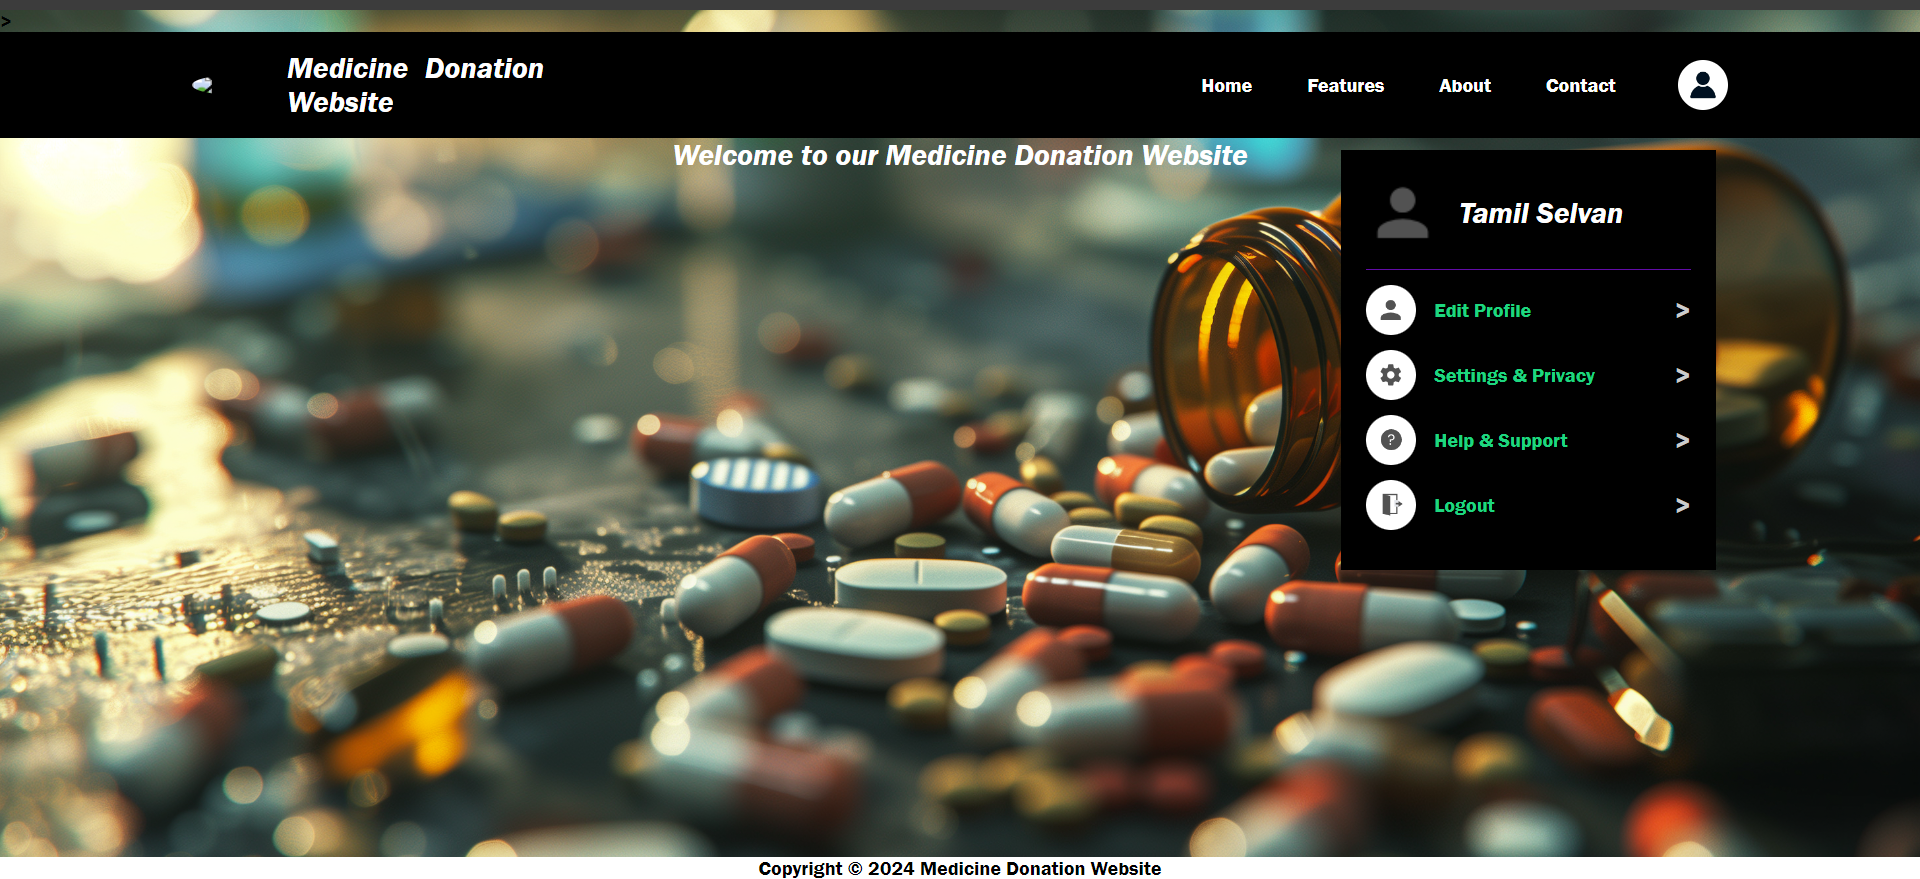 >
Medicine Donation
Website
Home Features About Contact
Welcome to our Medicine Donation Website
Tamil Selvan
Edit Profile >
Settings & Privacy >
? Help & Support >
Logout >
Copyright © 2024 Medicine Donation Website